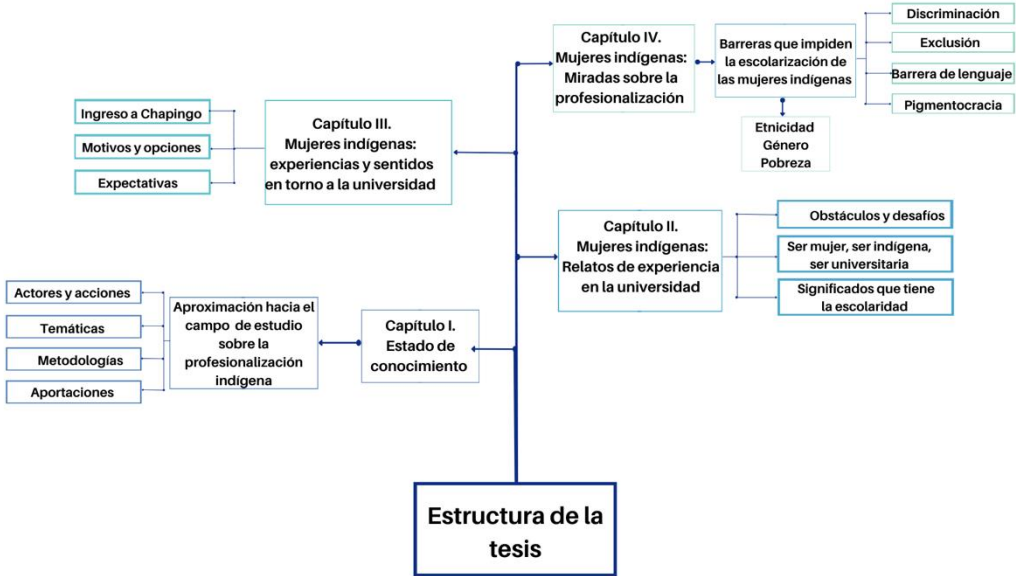 Capítulo IV.
Mujeres indígenas:
Miradas sobre la
profesionalización
Barreras que impiden
la escolarización de
las mujeres indígenas
Discriminación
Exclusión
Barrera de lenguaje
Pigmentocracia
Etnicidad
Género
Pobreza
Ingreso a Chapingo
Motivos y opciones
Expectativas
Capítulo III.
Mujeres indígenas:
experiencias y sentidos
en torno a la universidad
Capítulo II.
Mujeres indígenas:
Relatos de experiencia
en la universidad
Obstáculos y desafíos
Ser mujer, ser indígena,
ser universitaria
Significados que tiene
la escolaridad
Actores y acciones
Temáticas
Metodologías
Aportaciones
Aproximación hacia el
campo de estudio
sobre la
profesionalización
indígena
Capítulo I.
Estado de
conocimiento
Estructura de la
tesis